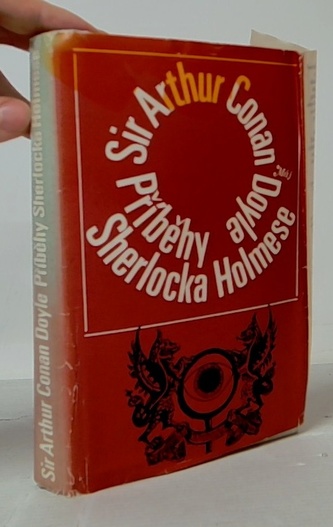 Sir Arthur Conan Doyle
Příběhy
Sherlocka Holmese
Sir Arthur Conan Doyle Příběhy Sherlocka Holmese